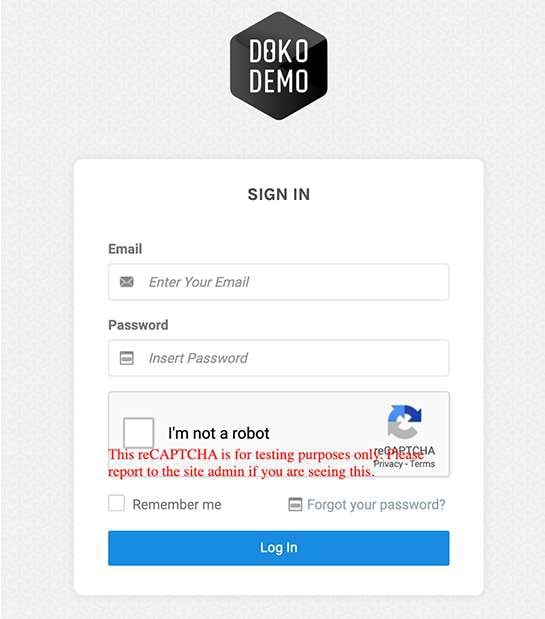 DOKO
DEMO
SIGN IN
Email
Enter Your Email
Password
Insert Password
I'm not a robot
reCAPTCHA
Privacy - Terms
This reCAPTCHA is for testing purposes only. Please
report to the site admin if you are seeing this.
Remember me
Forgot your password?
Log In